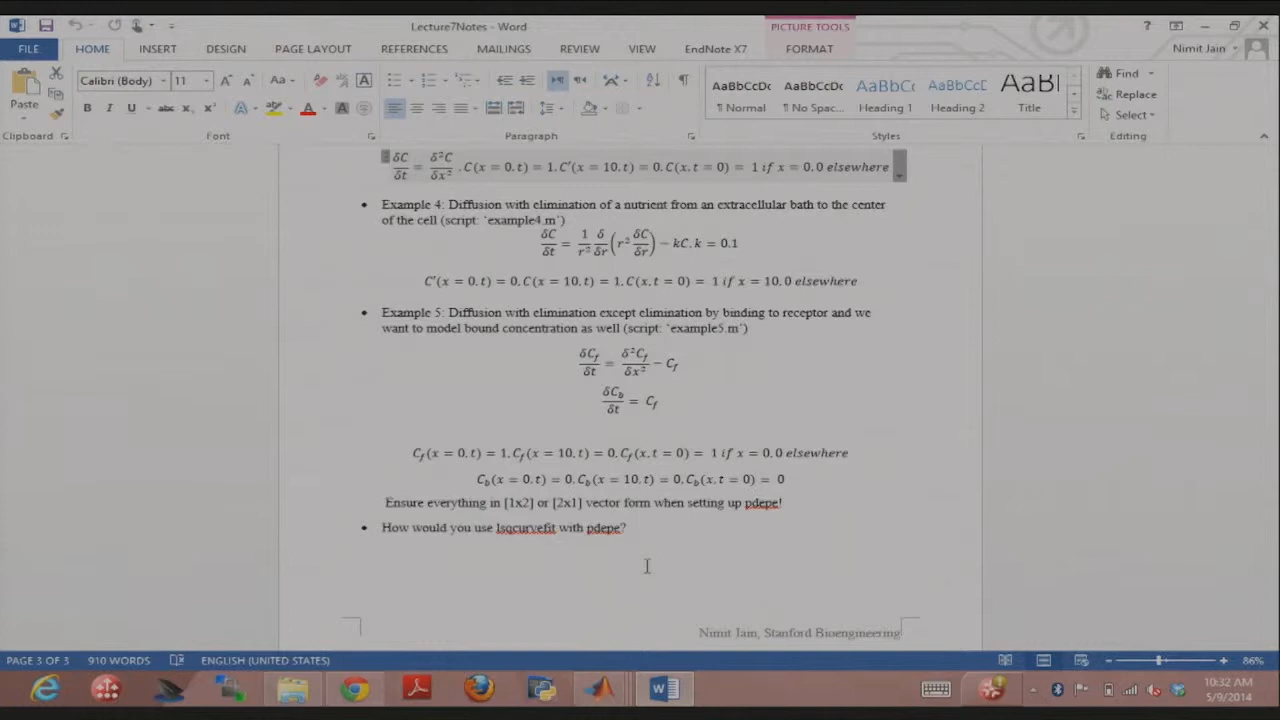 Lecture7Notes - Word
PICTURE TOOLS
?
FILE HOME INSERT DESIGN PAGE LAYOUT REFERENCES MAILINGS REVIEW VIEW EndNote X7 FORMAT Nimit Jain
Calibri (Body) 11
Paste
Clipboard Font Paragraph Styles Editing
AaBbCcDc AaBbCcDc AaBbC AaBbCcD AaB
¶ Normal ¶ No Spac... Heading 1 Heading 2 Title
Find
Replace
Select
δC/δt = δ²C/δx² . C(x = 0. t) = 1. C′(x = 10. t) = 0. C(x. t = 0) = 1 if x = 0.0 elsewhere
• Example 4: Diffusion with elimination of a nutrient from an extracellular bath to the center
of the cell (script: `example4.m')
δC/δt = 1/r² δ/δr (r² δC/δr) − kC. k = 0.1
C′(x = 0. t) = 0. C(x = 10. t) = 1. C(x. t = 0) = 1 if x = 10.0 elsewhere
• Example 5: Diffusion with elimination except elimination by binding to receptor and we
want to model bound concentration as well (script: `example5.m')
δC_f/δt = δ²C_f/δx² − C_f
δC_b/δt = C_f
C_f(x = 0. t) = 1. C_f(x = 10. t) = 0. C_f(x. t = 0) = 1 if x = 0.0 elsewhere
C_b(x = 0. t) = 0. C_b(x = 10. t) = 0. C_b(x. t = 0) = 0
Ensure everything in [1x2] or [2x1] vector form when setting up pdepe!
• How would you use lsqcurvefit with pdepe?
Nimit Jain, Stanford Bioengineering
PAGE 3 OF 3 910 WORDS ENGLISH (UNITED STATES) 86%
10:32 AM
5/9/2014